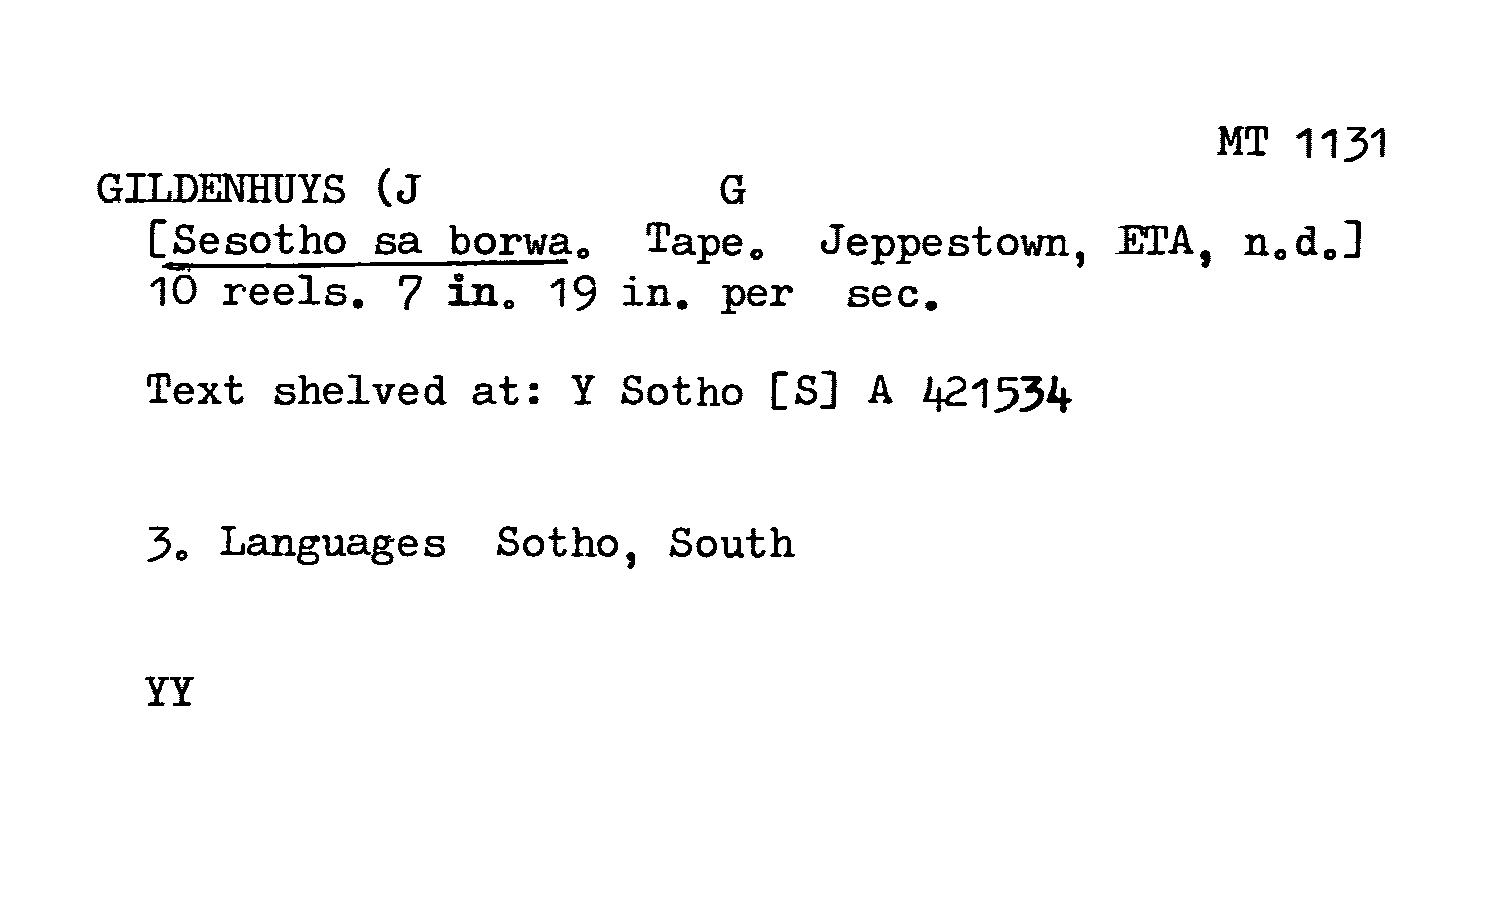 MT 1131
GILDENHUYS (J G
[Sesotho sa borwa. Tape. Jeppestown, ETA, n.d.]
10 reels. 7 in. 19 in. per sec.
Text shelved at: Y Sotho [S] A 421534
3. Languages Sotho, South
YY